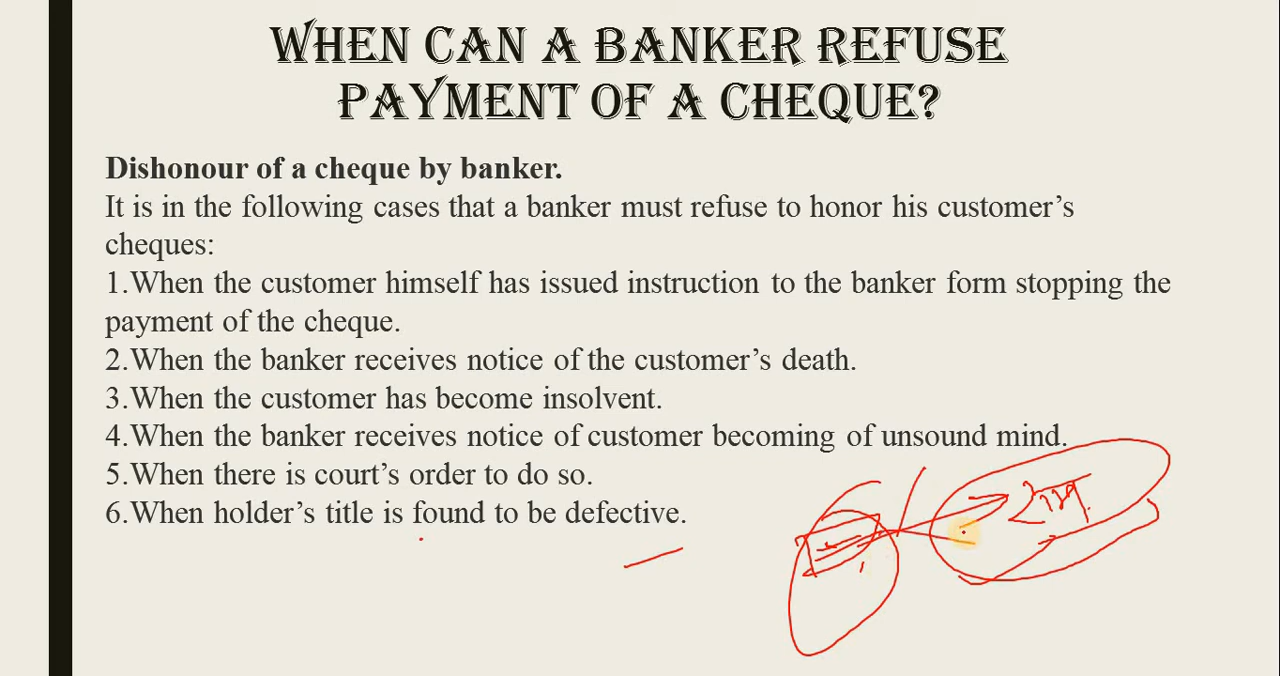 WHEN CAN A BANKER REFUSE
PAYMENT OF A CHEQUE?
Dishonour of a cheque by banker.
It is in the following cases that a banker must refuse to honor his customer’s
cheques:
1.When the customer himself has issued instruction to the banker form stopping the
payment of the cheque.
2.When the banker receives notice of the customer’s death.
3.When the customer has become insolvent.
4.When the banker receives notice of customer becoming of unsound mind.
5.When there is court’s order to do so.
6.When holder’s title is found to be defective.